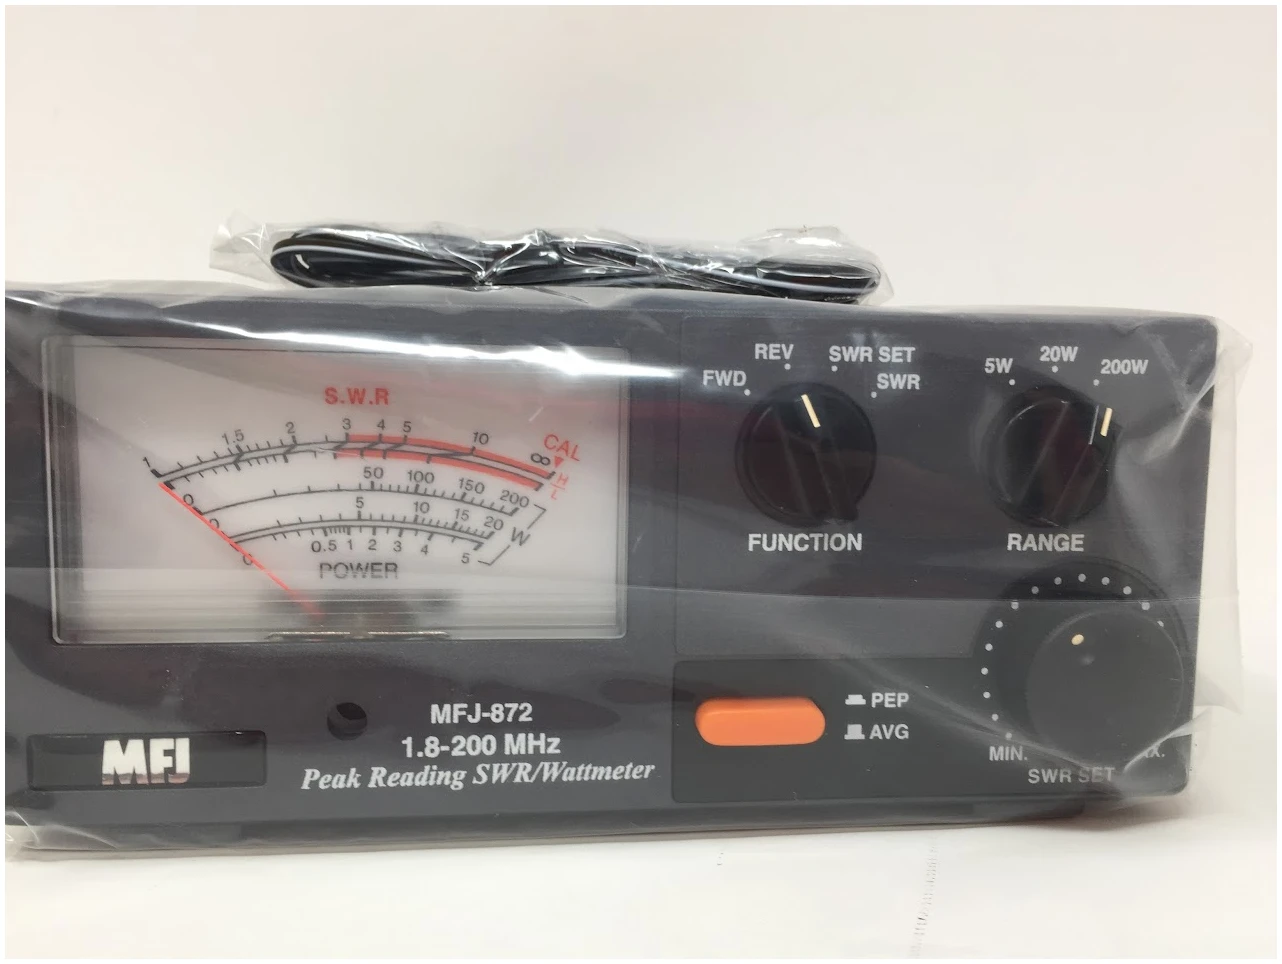 S.W.R
1 1.5 2 3 4 5 10 ∞ CAL
H
L
0 50 100 150 200
0 5 10 15 20 W
0 0.5 1 2 3 4 5
POWER
REV SWR SET
FWD SWR
FUNCTION
5W 20W 200W
RANGE
PEP
AVG
MIN.
SWR SET
MFJ
MFJ-872
1.8-200 MHz
Peak Reading SWR/Wattmeter